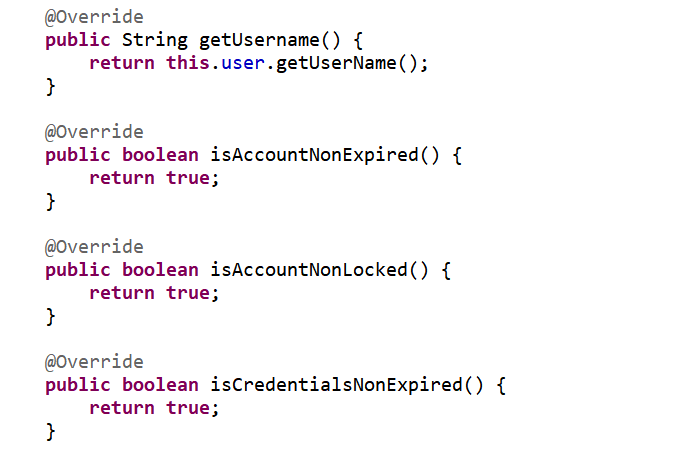 @Override
public String getUsername() {
    return this.user.getUserName();
}
@Override
public boolean isAccountNonExpired() {
    return true;
}
@Override
public boolean isAccountNonLocked() {
    return true;
}
@Override
public boolean isCredentialsNonExpired() {
    return true;
}